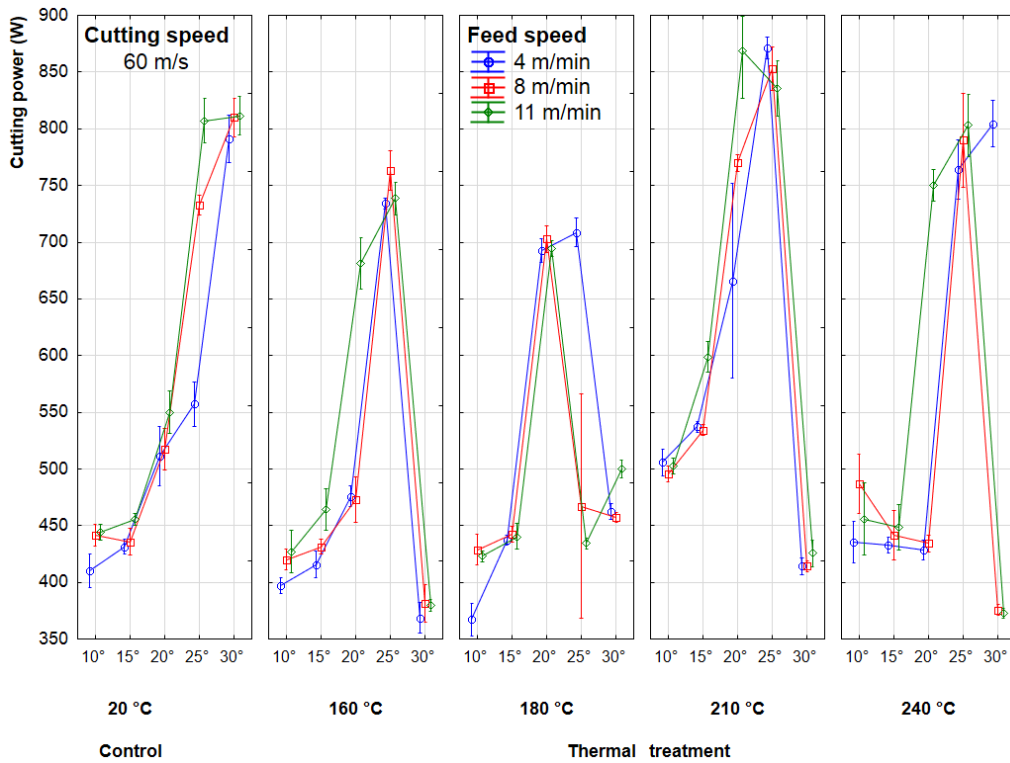 Cutting power (W)
900
850
800
750
700
650
600
550
500
450
400
350
Cutting speed
60 m/s
Feed speed
4 m/min
8 m/min
11 m/min
10° 15° 20° 25° 30° 10° 15° 20° 25° 30° 10° 15° 20° 25° 30° 10° 15° 20° 25° 30° 10° 15° 20° 25° 30°
20 °C 160 °C 180 °C 210 °C 240 °C
Control Thermal treatment